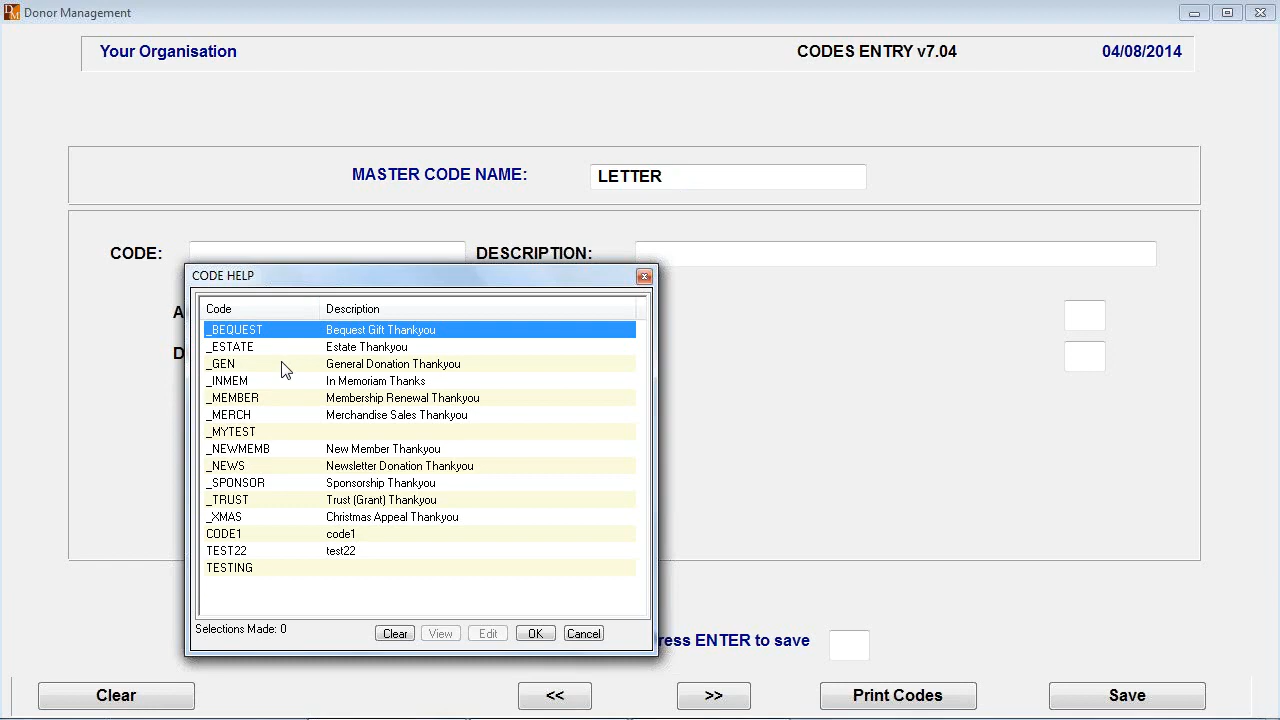 Donor Management
Your Organisation CODES ENTRY v7.04 04/08/2014
MASTER CODE NAME: LETTER
CODE: DESCRIPTION:
CODE HELP
Code Description
_BEQUEST Bequest Gift Thankyou
_ESTATE Estate Thankyou
_GEN General Donation Thankyou
_INMEM In Memoriam Thanks
_MEMBER Membership Renewal Thankyou
_MERCH Merchandise Sales Thankyou
_MYTEST
_NEWMEMB New Member Thankyou
_NEWS Newsletter Donation Thankyou
_SPONSOR Sponsorship Thankyou
_TRUST Trust (Grant) Thankyou
_XMAS Christmas Appeal Thankyou
CODE1 code1
TEST22 test22
TESTING
Selections Made: 0 Clear View Edit OK Cancel
ress ENTER to save
Clear << >> Print Codes Save